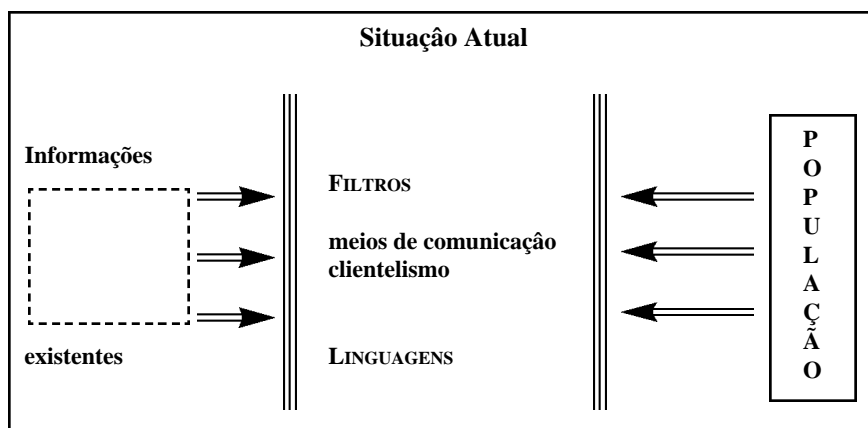 Situaçâo Atual
Informações
existentes
FILTROS
meios de comunicaçâo
clientelismo
LINGUAGENS
P
O
P
U
L
A
Ç
Ã
O